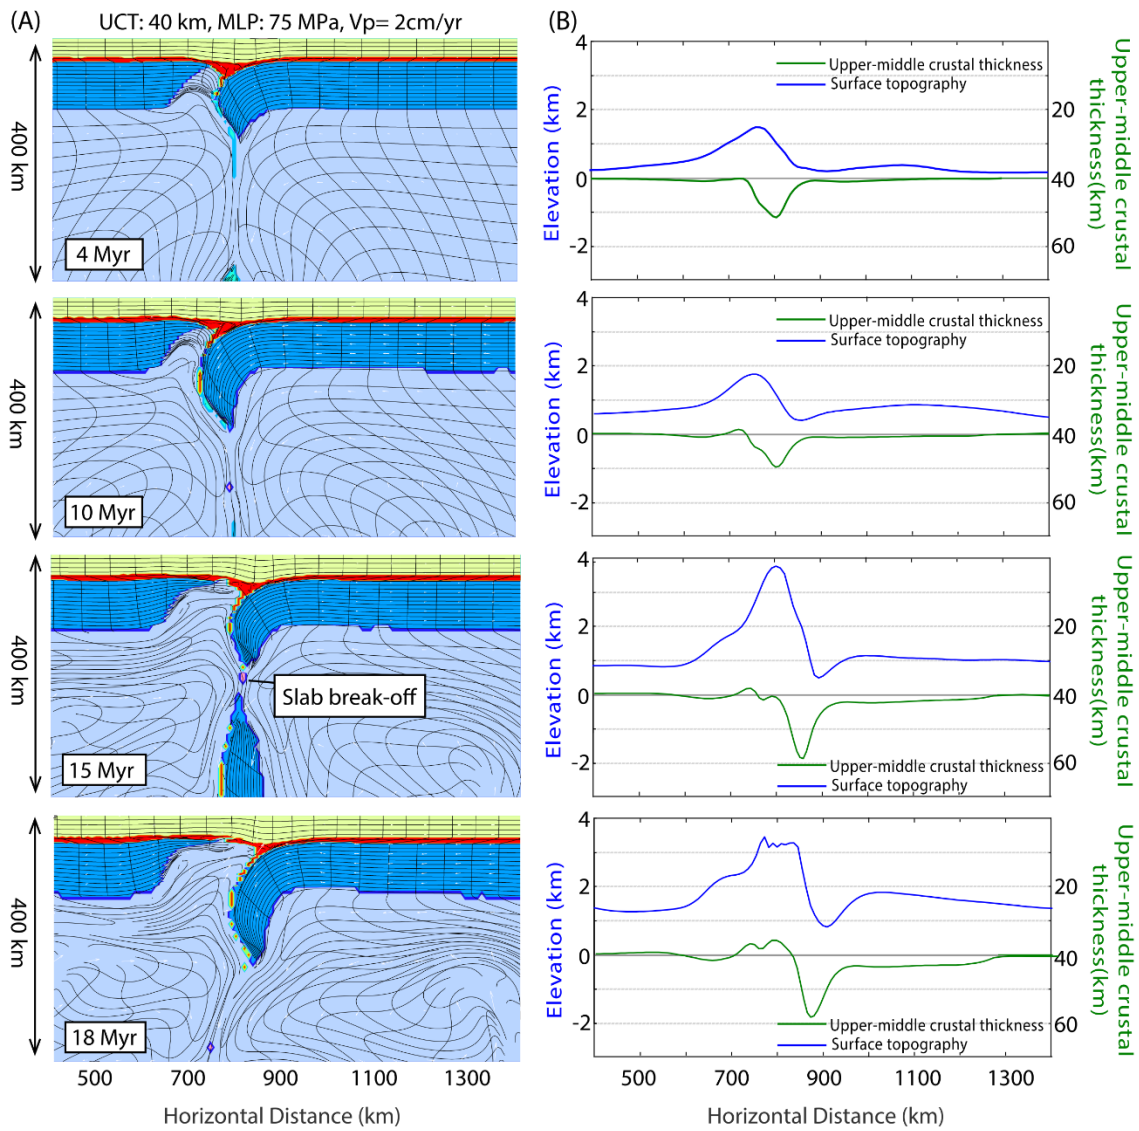 (A)
UCT: 40 km, MLP: 75 MPa, Vp= 2cm/yr
(B)
400 km
4 Myr
Elevation (km)
4
2
0
-2
Upper-middle crustal thickness
Surface topography
20
40
60
Upper-middle crustal
thickness(km)
400 km
10 Myr
Elevation (km)
4
2
0
-2
Upper-middle crustal thickness
Surface topography
20
40
60
Upper-middle crustal
thickness(km)
400 km
Slab break-off
15 Myr
Elevation (km)
4
2
0
-2
Upper-middle crustal thickness
Surface topography
20
40
60
Upper-middle crustal
thickness(km)
400 km
18 Myr
Elevation (km)
4
2
0
-2
Upper-middle crustal thickness
Surface topography
20
40
60
Upper-middle crustal
thickness(km)
500 700 900 1100 1300
Horizontal Distance (km)
500 700 900 1100 1300
Horizontal Distance (km)